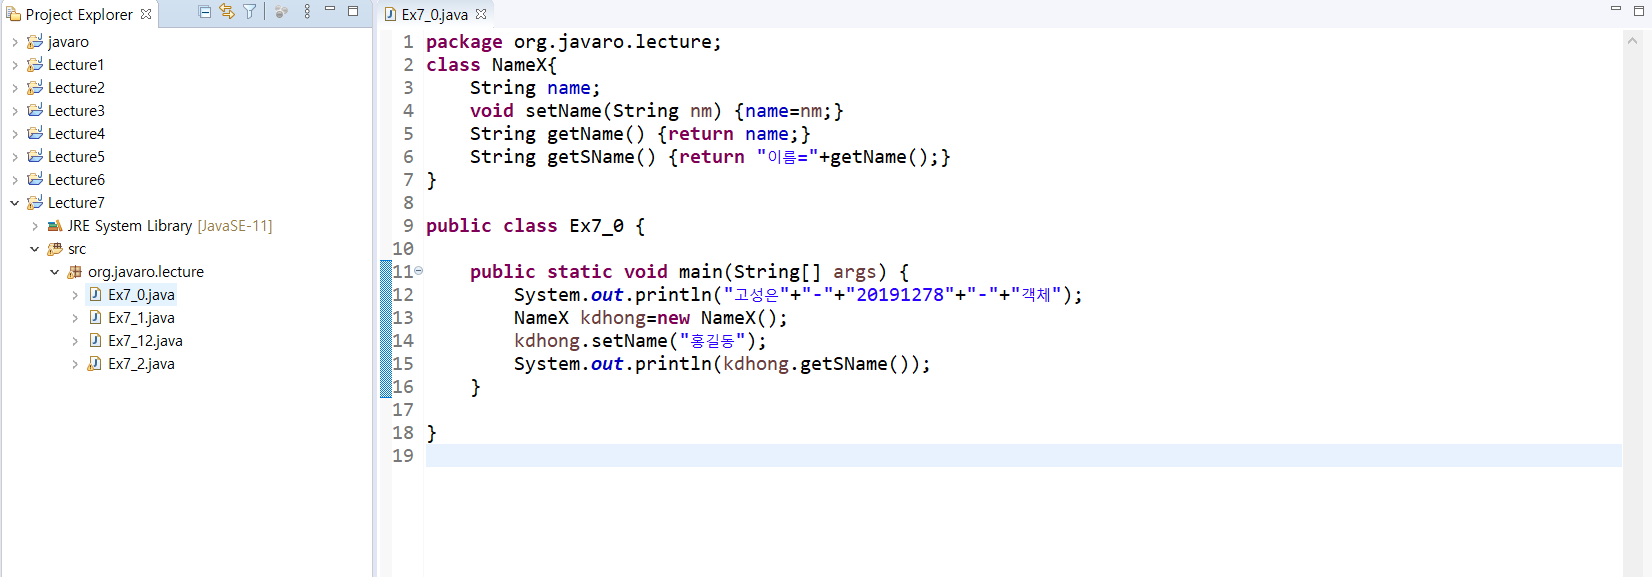 Project Explorer
javaro
Lecture1
Lecture2
Lecture3
Lecture4
Lecture5
Lecture6
Lecture7
JRE System Library [JavaSE-11]
src
org.javaro.lecture
Ex7_0.java
Ex7_1.java
Ex7_12.java
Ex7_2.java
Ex7_0.java
1 package org.javaro.lecture;
2 class NameX{
3     String name;
4     void setName(String nm) {name=nm;}
5     String getName() {return name;}
6     String getSName() {return "이름="+getName();}
7 }
8
9 public class Ex7_0 {
10
11     public static void main(String[] args) {
12         System.out.println("고성은"+"-"+"20191278"+"-"+"객체");
13         NameX kdhong=new NameX();
14         kdhong.setName("홍길동");
15         System.out.println(kdhong.getSName());
16     }
17
18 }
19